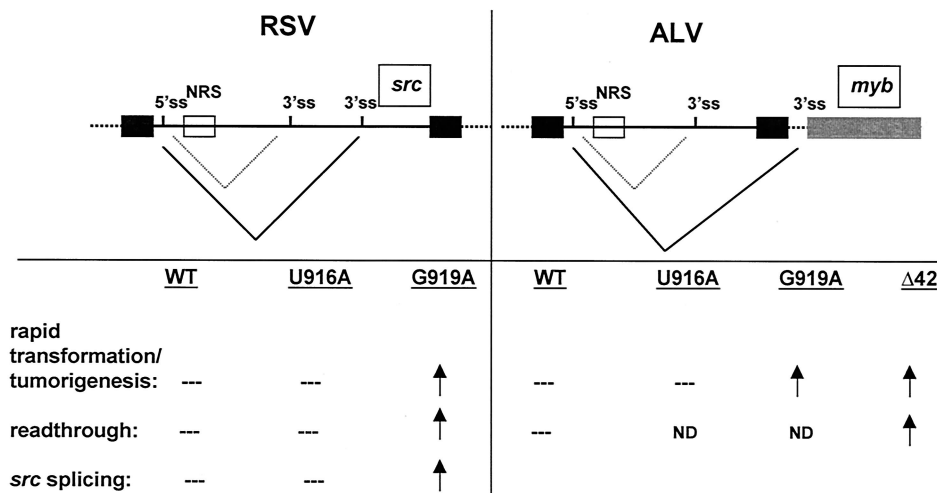 RSV
ALV
src
myb
5'ss NRS 3'ss 3'ss
5'ss NRS 3'ss 3'ss
WT U916A G919A WT U916A G919A Δ42
rapid
transformation/
tumorigenesis: --- --- --- ---
readthrough: --- --- --- ND ND
src splicing: --- ---